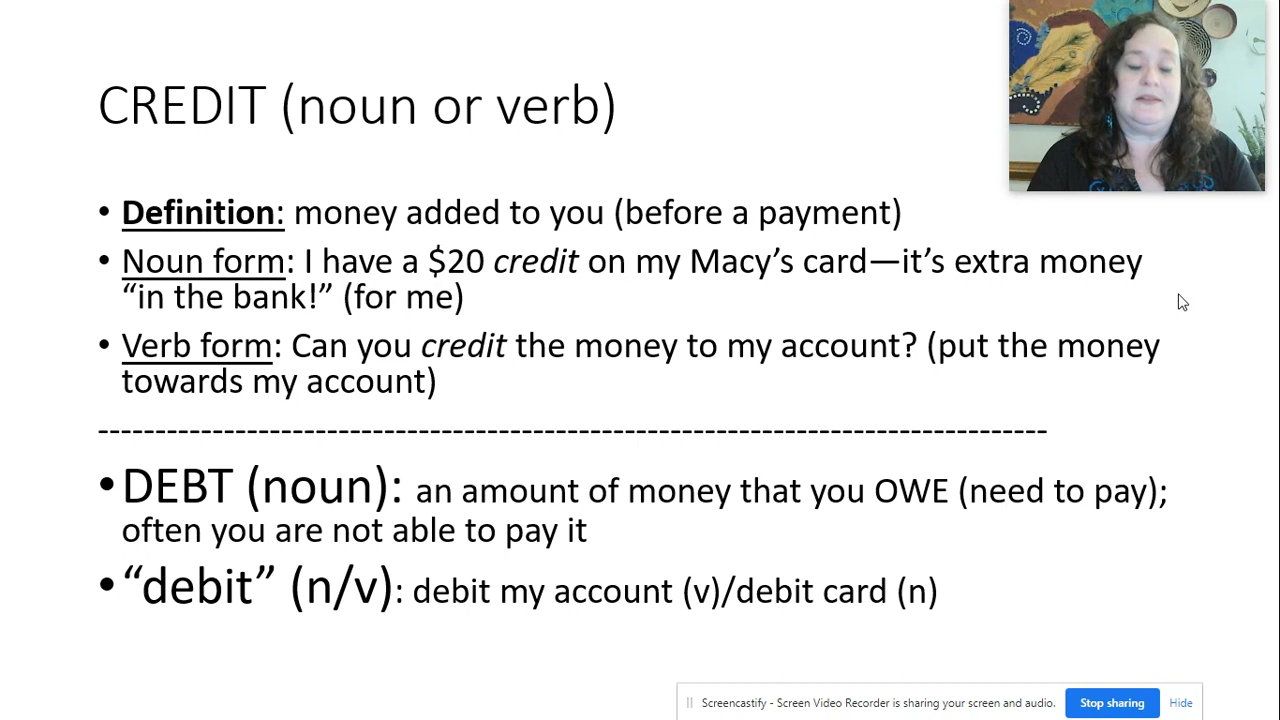 CREDIT (noun or verb)
• Definition: money added to you (before a payment)
• Noun form: I have a $20 credit on my Macy’s card—it’s extra money
“in the bank!” (for me)
• Verb form: Can you credit the money to my account? (put the money
towards my account)
-----------------------------------------------------------------------------------
• DEBT (noun): an amount of money that you OWE (need to pay);
often you are not able to pay it
• “debit” (n/v): debit my account (v)/debit card (n)
Screencastify - Screen Video Recorder is sharing your screen and audio. Stop sharing Hide